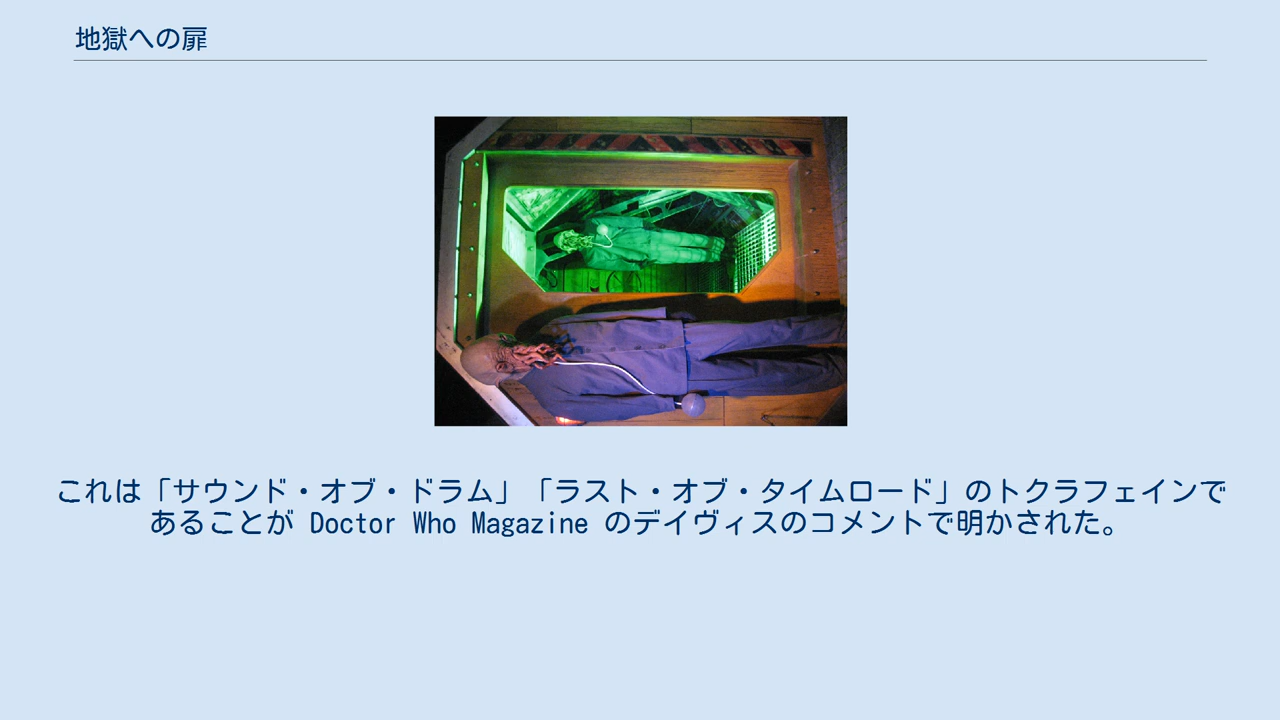 地獄への扉
これは「サウンド・オブ・ドラム」「ラスト・オブ・タイムロード」のトクラフェインで
あることが Doctor Who Magazine のデイヴィスのコメントで明かされた。